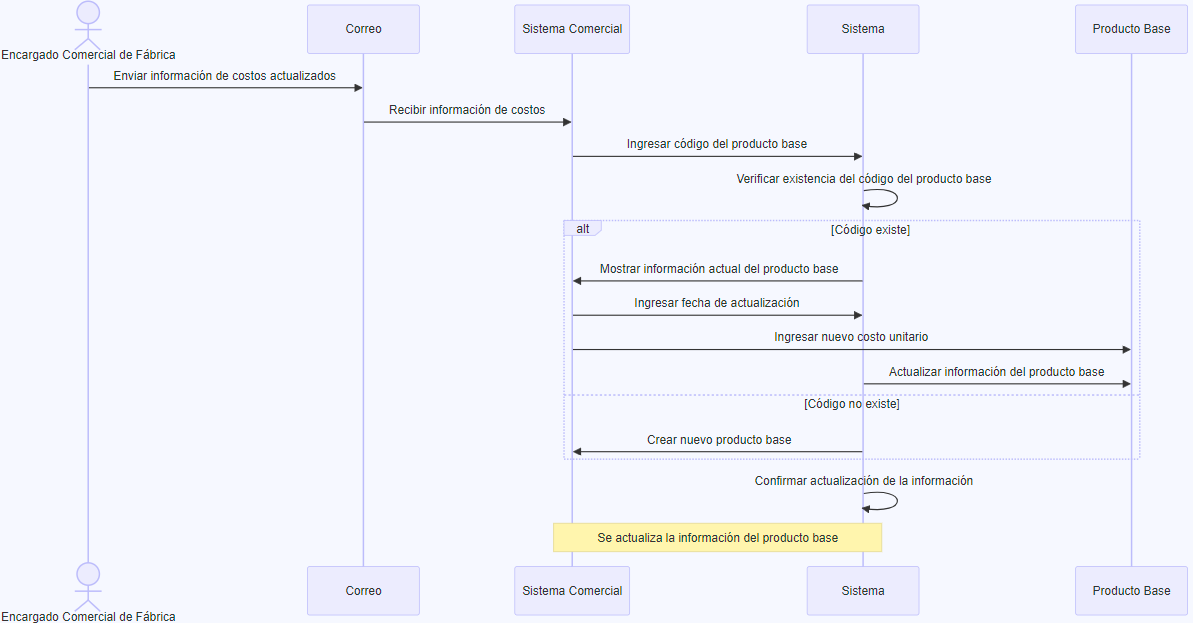 Encargado Comercial de Fábrica
Correo
Sistema Comercial
Sistema
Producto Base
Enviar información de costos actualizados
Recibir información de costos
Ingresar código del producto base
Verificar existencia del código del producto base
alt
[Código existe]
Mostrar información actual del producto base
Ingresar fecha de actualización
Ingresar nuevo costo unitario
Actualizar información del producto base
[Código no existe]
Crear nuevo producto base
Confirmar actualización de la información
Se actualiza la información del producto base
Encargado Comercial de Fábrica
Correo
Sistema Comercial
Sistema
Producto Base